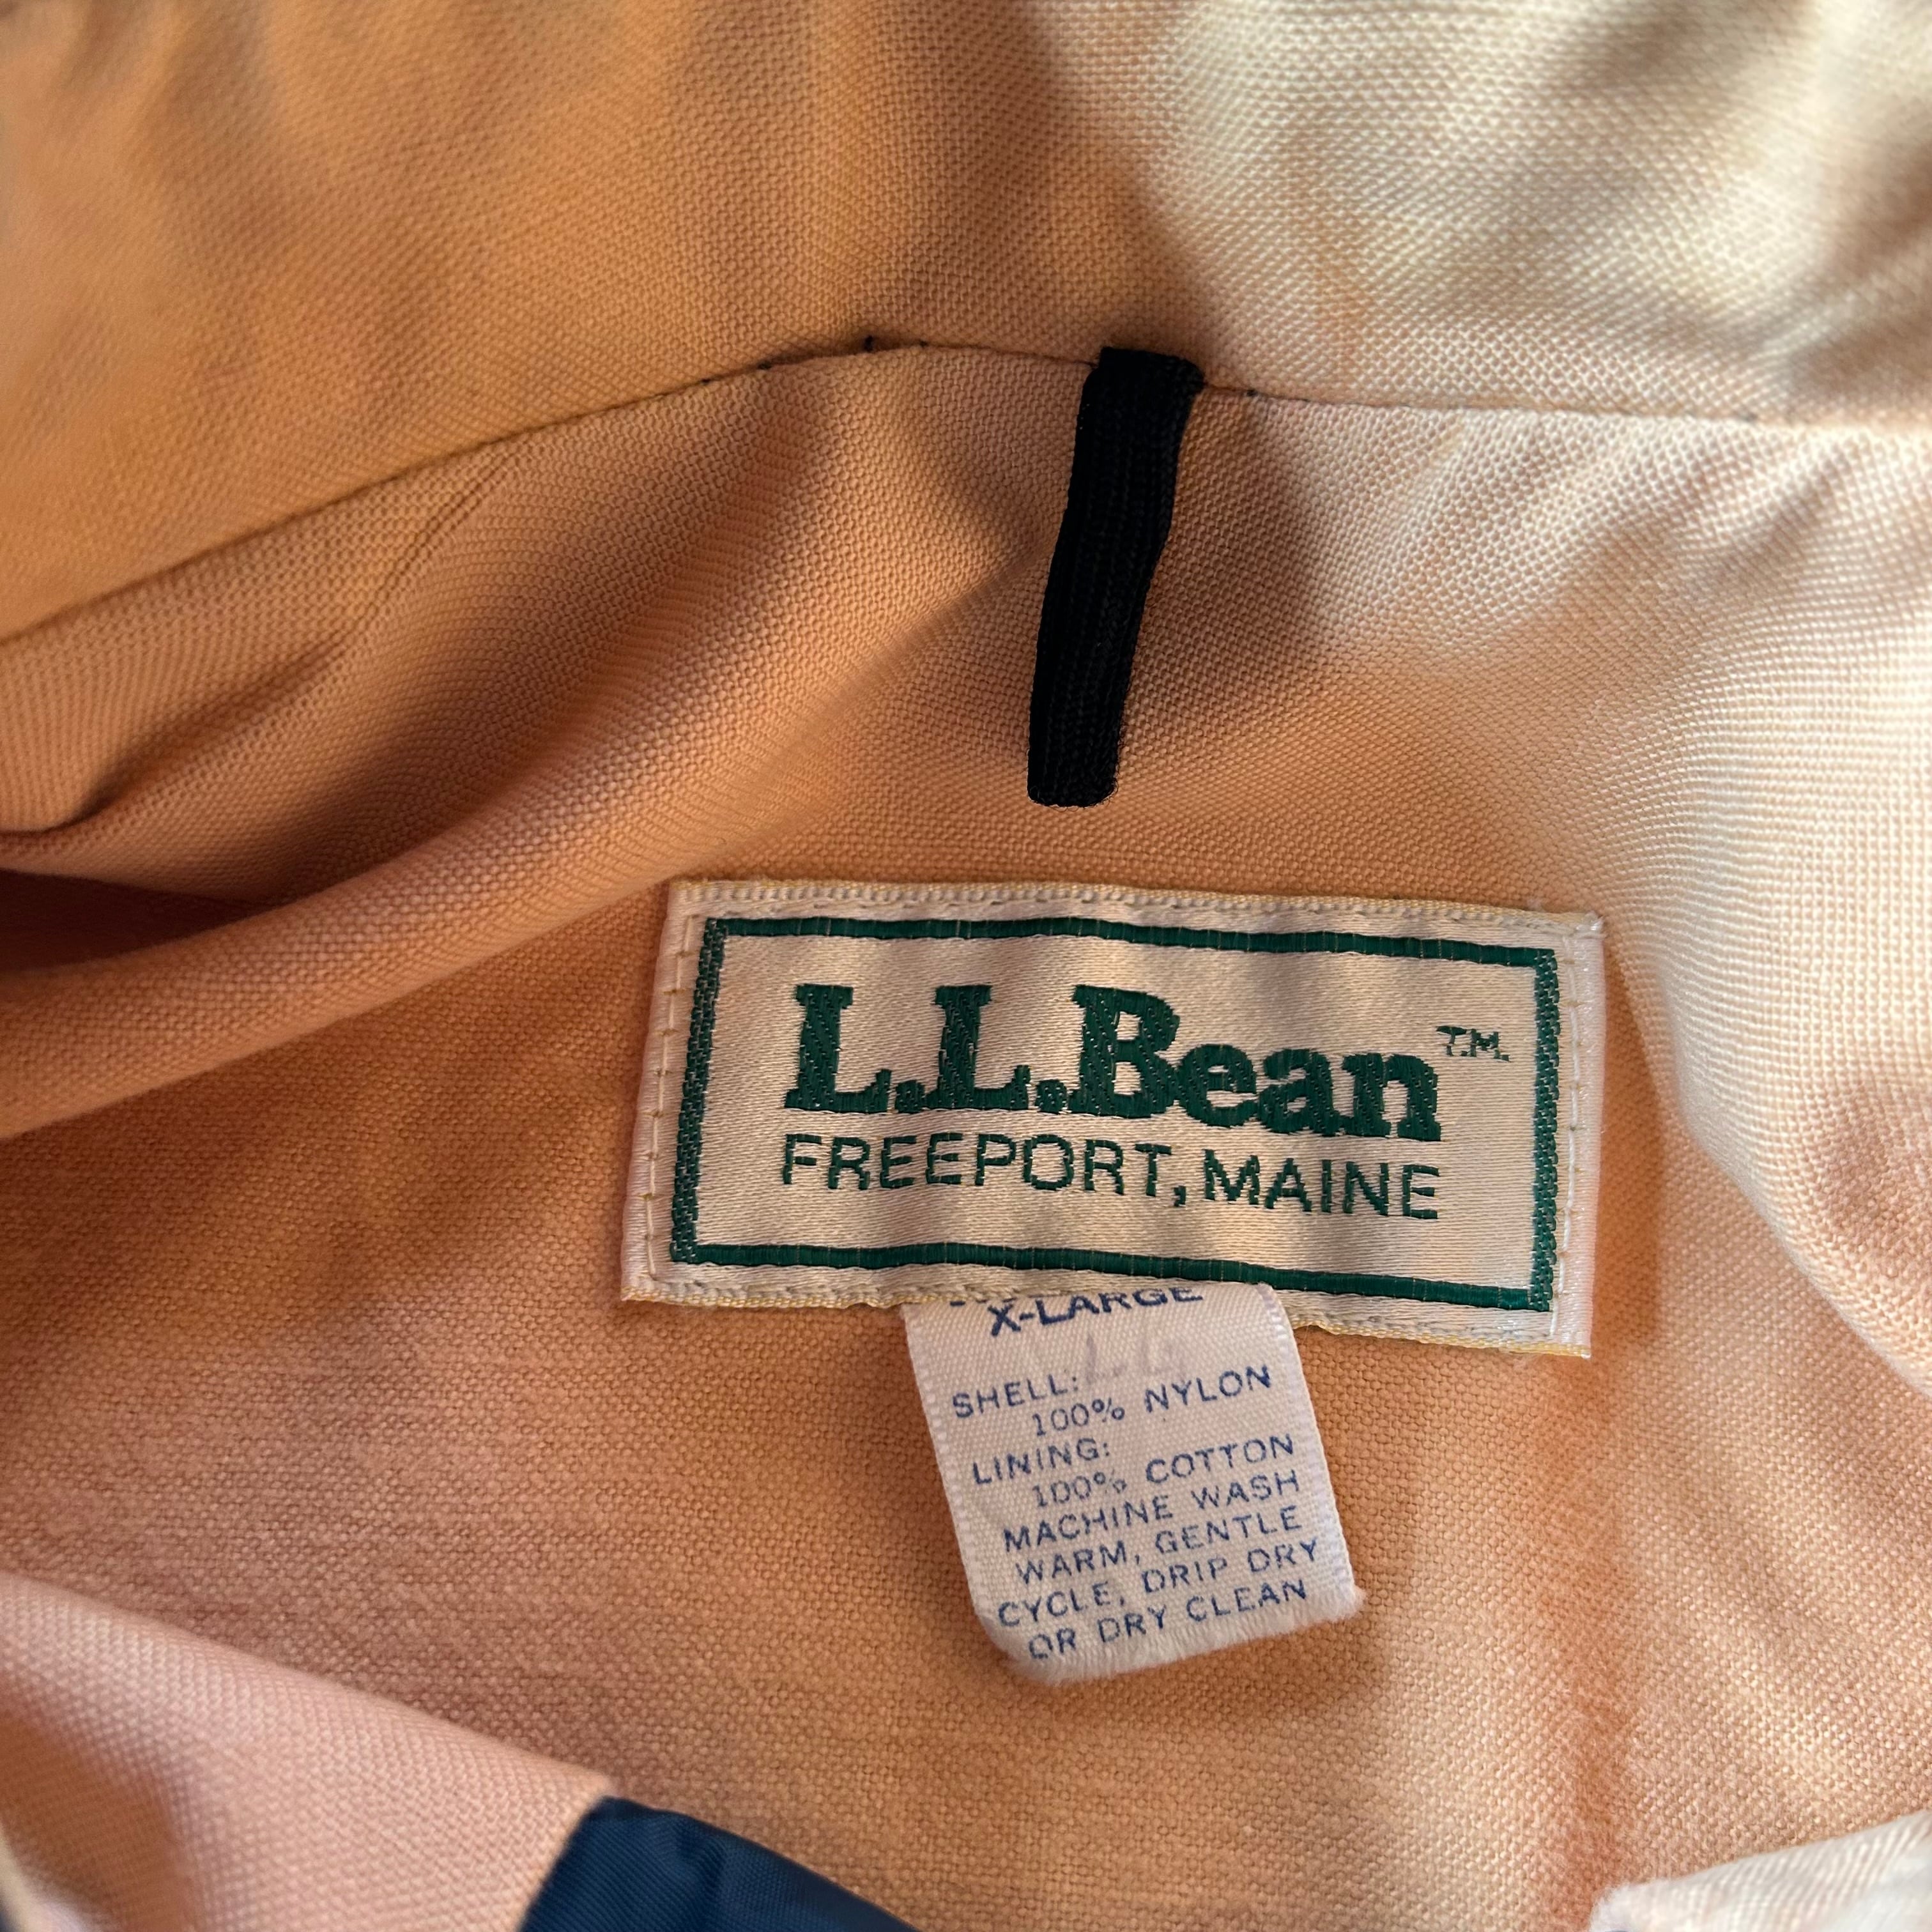 L.L.Bean T.M.
FREEPORT, MAINE
X-LARGE
SHELL:
100% NYLON
LINING:
100% COTTON
MACHINE WASH
WARM, GENTLE
CYCLE, DRIP DRY
OR DRY CLEAN